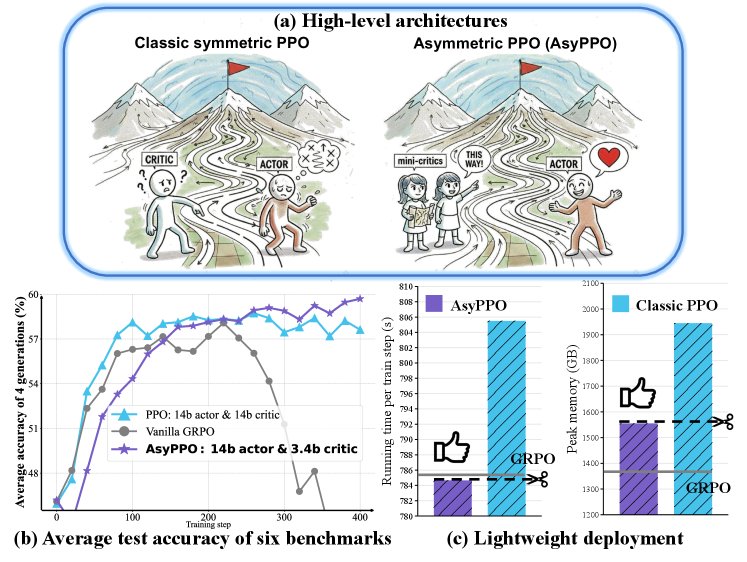 (a) High-level architectures
Classic symmetric PPO
Asymmetric PPO (AsyPPO)
CRITIC
ACTOR
? ? ? ?
mini-critics
THIS WAY!
ACTOR
Average accuracy of 4 generations (%)
60
57
54
51
48
PPO: 14b actor & 14b critic
Vanilla GRPO
AsyPPO: 14b actor & 3.4b critic
0 100 200 300 400
Training step
(b) Average test accuracy of six benchmarks
Running time per train step (s)
810
808
806
804
802
800
798
796
794
792
790
788
786
784
782
780
AsyPPO
GRPO
Peak memory (GB)
2100
2000
1900
1800
1700
1600
1500
1400
1300
1200
Classic PPO
GRPO
(c) Lightweight deployment